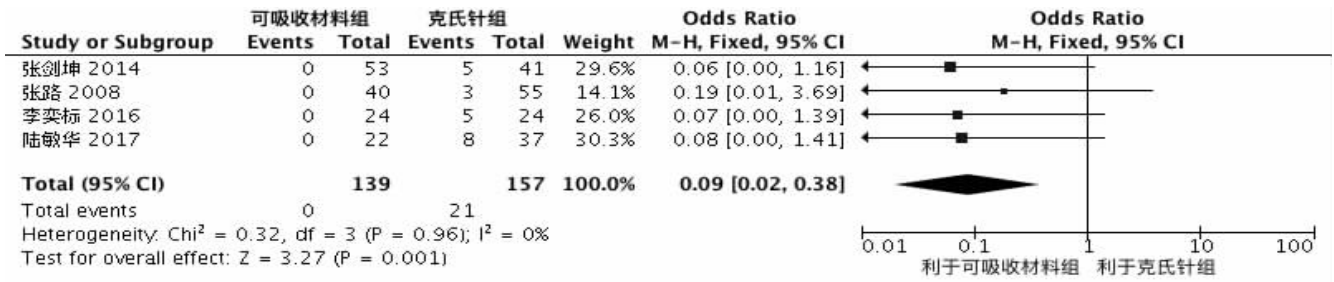 可吸收材料组 克氏针组 Odds Ratio Odds Ratio
Study or Subgroup Events Total Events Total Weight M-H, Fixed, 95% CI M-H, Fixed, 95% CI
张剑坤 2014 0 53 5 41 29.6% 0.06 [0.00, 1.16]
张路 2008 0 40 3 55 14.1% 0.19 [0.01, 3.69]
李奕标 2016 0 24 5 24 26.0% 0.07 [0.00, 1.39]
陆敏华 2017 0 22 8 37 30.3% 0.08 [0.00, 1.41]
Total (95% CI) 139 157 100.0% 0.09 [0.02, 0.38]
Total events 0 21
Heterogeneity: Chi² = 0.32, df = 3 (P = 0.96); I² = 0%
Test for overall effect: Z = 3.27 (P = 0.001)
0.01 0.1 1 10 100
利于可吸收材料组 利于克氏针组